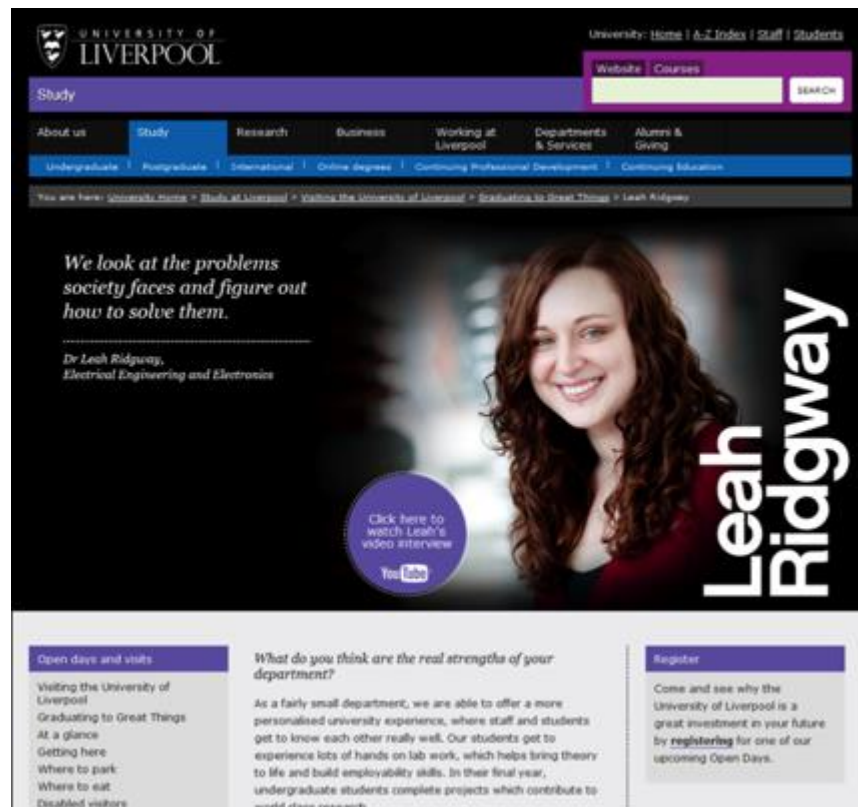 UNIVERSITY OF
LIVERPOOL
University: Home | A-Z Index | Staff | Students
Website | Courses
Study
SEARCH
About us
Study
Research
Business
Working at
Liverpool
Departments
& Services
Alumni &
Giving
Undergraduate | Postgraduate | International | Online degrees | Continuing Professional Development | Continuing Education
You are here: University Home > Study at Liverpool > Visiting the University of Liverpool > Graduating to Great Things > Leah Ridgway
We look at the problems
society faces and figure out
how to solve them.
Dr Leah Ridgway,
Electrical Engineering and Electronics
Leah
Ridgway
Click here to
watch Leah's
video interview
YouTube
Open days and visits
Visiting the University of
Liverpool
Graduating to Great Things
At a glance
Getting here
Where to park
Where to eat
Disabled visitors
What do you think are the real strengths of your
department?
As a fairly small department, we are able to offer a more
personalised university experience, where staff and students
get to know each other really well. Our students get to
experience lots of hands on lab work, which helps bring theory
to life and build employability skills. In their final year,
undergraduate students complete projects which contribute to
world class research.
Register
Come and see why the
University of Liverpool is a
great investment in your future
by registering for one of our
upcoming Open Days.